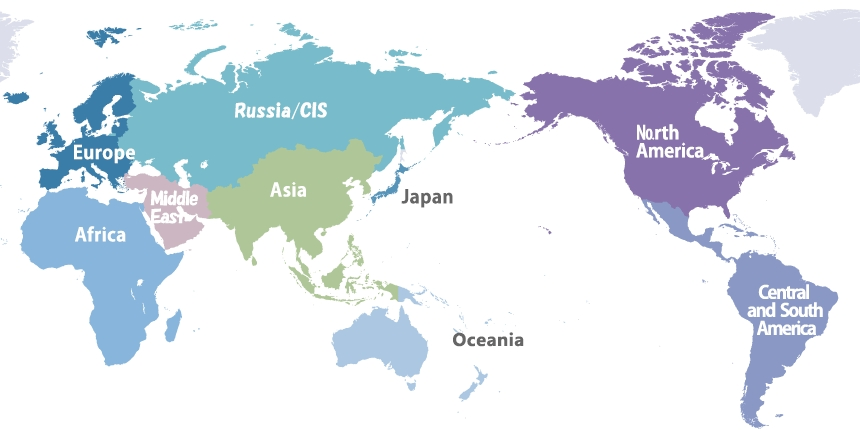 Russia/CIS
North
America
Europe
Asia
Middle
East
Japan
Africa
Central
and South
America
Oceania